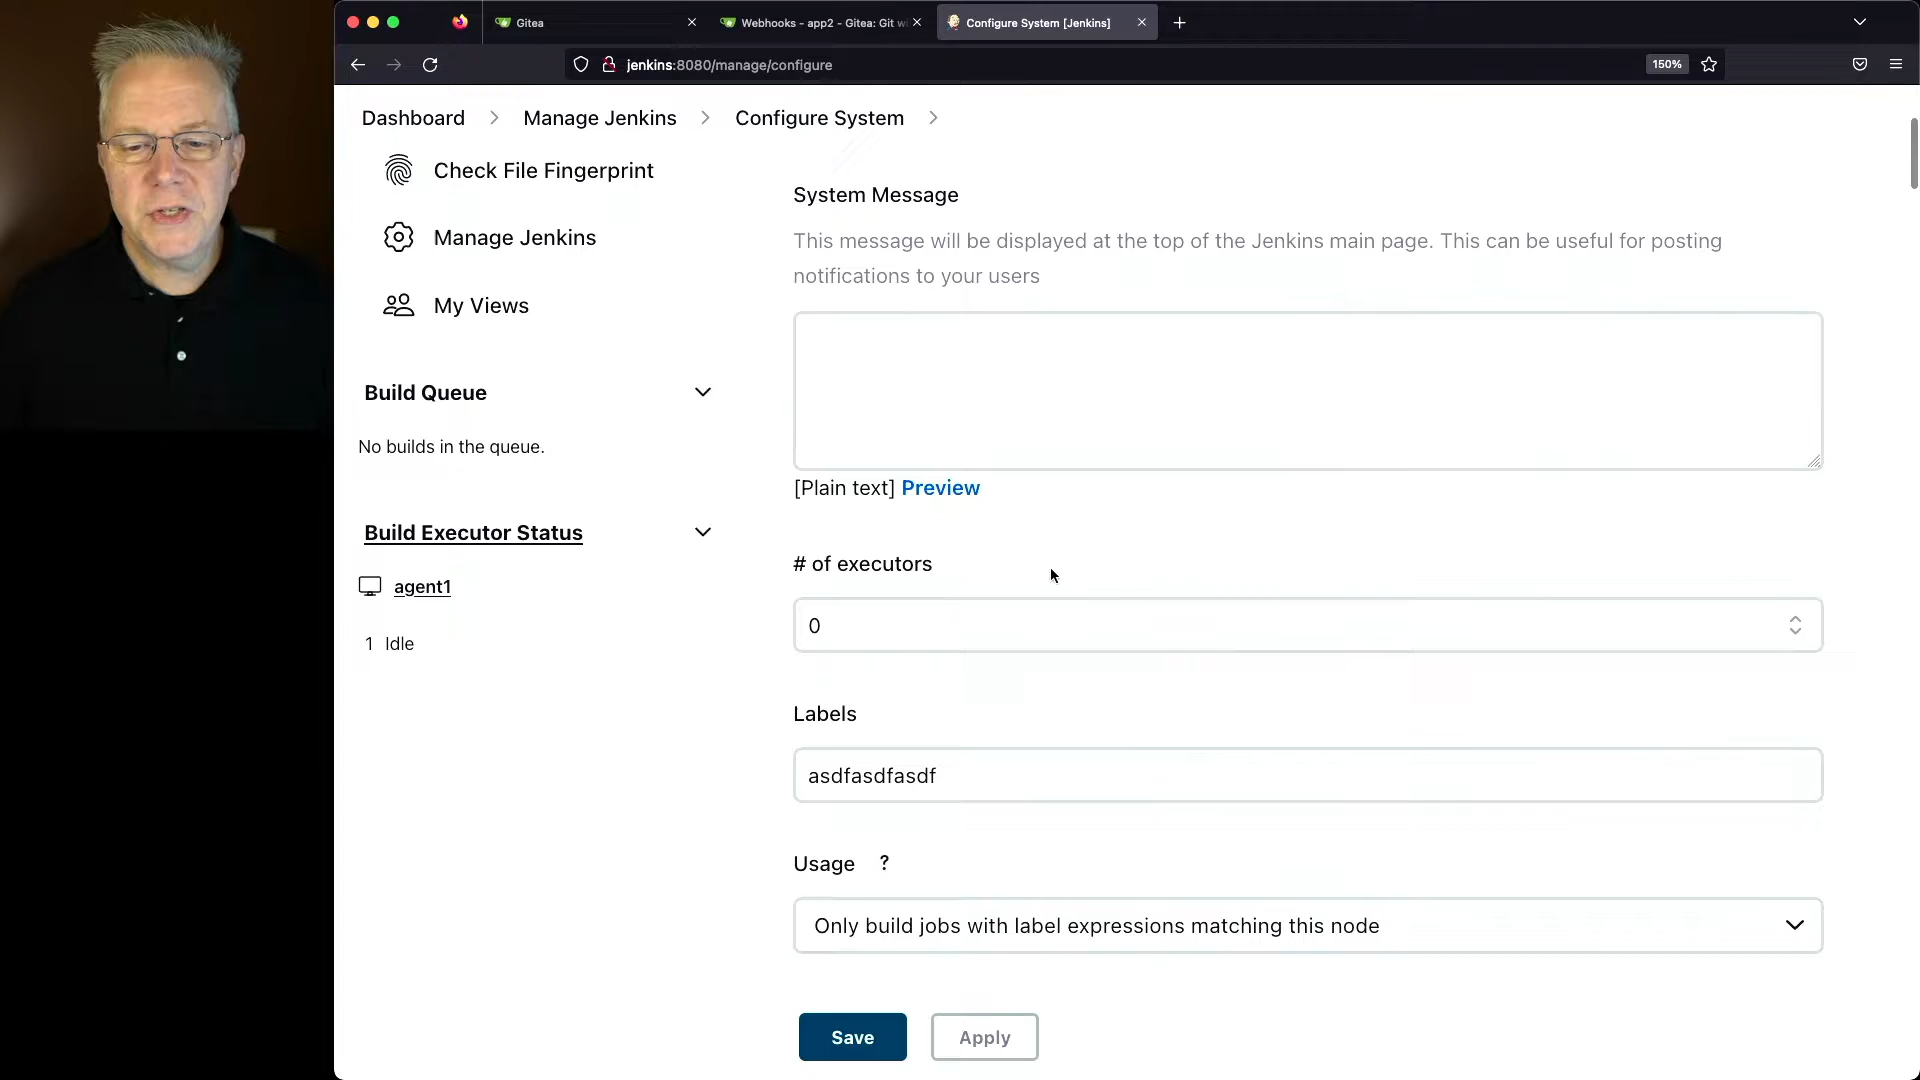 Gitea
Webhooks - app2 - Gitea: Git wi
Configure System [Jenkins]
jenkins:8080/manage/configure
150%
Dashboard
Manage Jenkins
Configure System
Check File Fingerprint
Manage Jenkins
My Views
Build Queue
No builds in the queue.
Build Executor Status
agent1
1 Idle
System Message
This message will be displayed at the top of the Jenkins main page. This can be useful for posting
notifications to your users
[Plain text] Preview
# of executors
0
Labels
asdfasdfasdf
Usage ?
Only build jobs with label expressions matching this node
Save
Apply